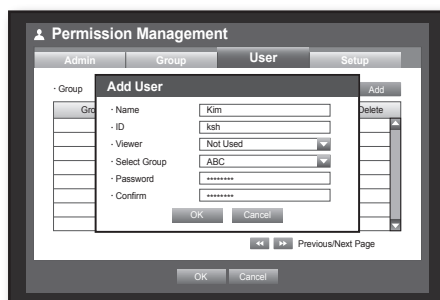 Permission Management
Admin Group User Setup
· Group Add
Add User
Gro Delete
· Name Kim
· ID ksh
· Viewer Not Used
· Select Group ABC
· Password ********
· Confirm ********
OK Cancel
Previous/Next Page
OK Cancel